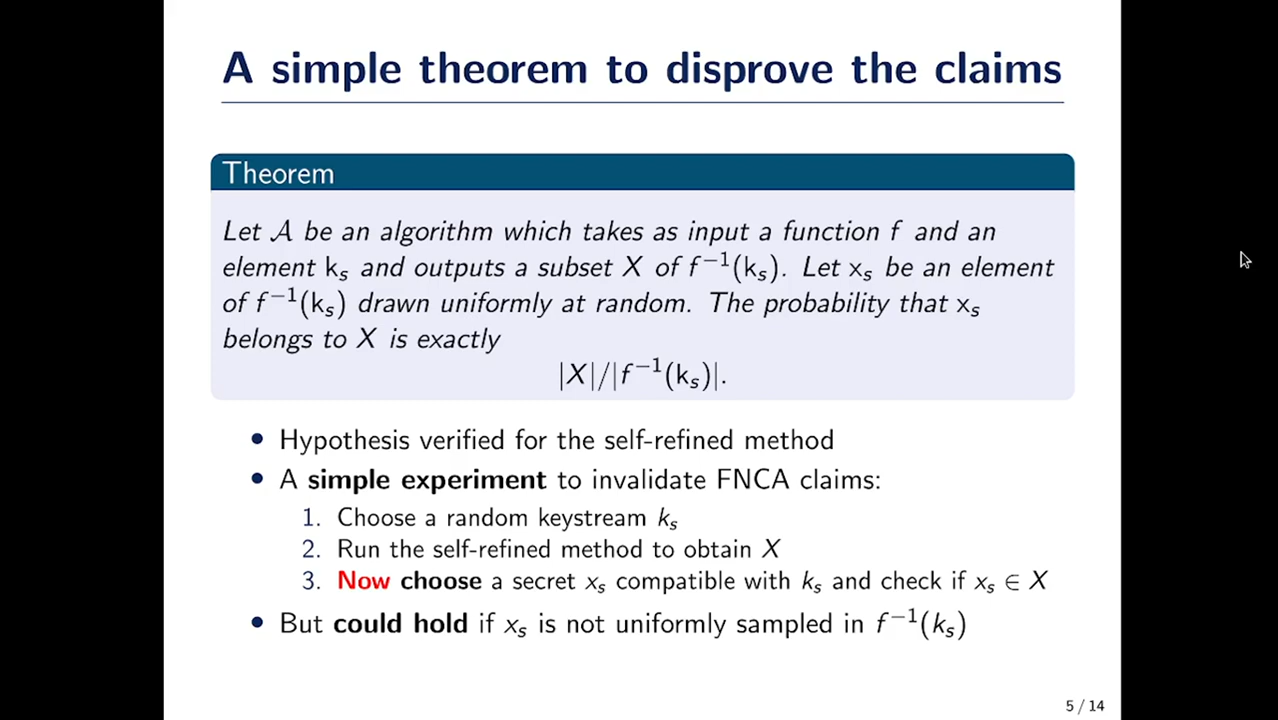 A simple theorem to disprove the claims
Theorem
Let 𝒜 be an algorithm which takes as input a function f and an
element kₛ and outputs a subset X of f⁻¹(kₛ). Let xₛ be an element
of f⁻¹(kₛ) drawn uniformly at random. The probability that xₛ
belongs to X is exactly
|X|/|f⁻¹(kₛ)|.
• Hypothesis verified for the self-refined method
• A simple experiment to invalidate FNCA claims:
1. Choose a random keystream kₛ
2. Run the self-refined method to obtain X
3. Now choose a secret xₛ compatible with kₛ and check if xₛ ∈ X
• But could hold if xₛ is not uniformly sampled in f⁻¹(kₛ)
5 / 14